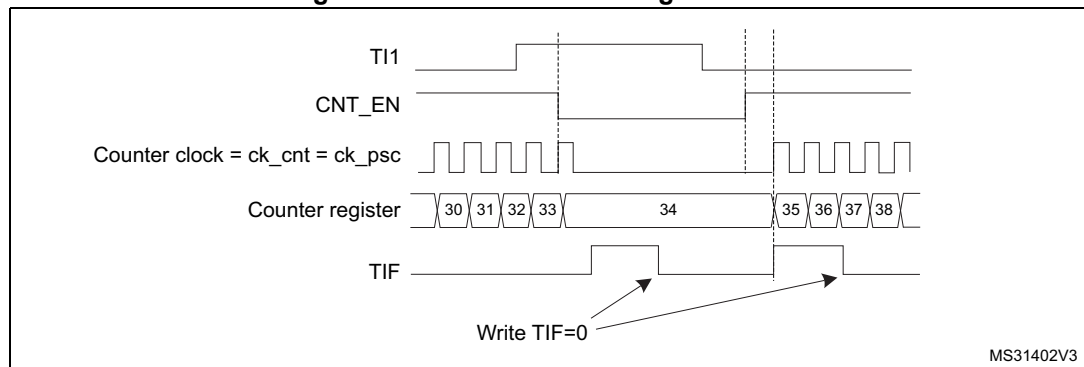 TI1
CNT_EN
Counter clock = ck_cnt = ck_psc
Counter register 30 31 32 33 34 35 36 37 38
TIF
Write TIF=0
MS31402V3